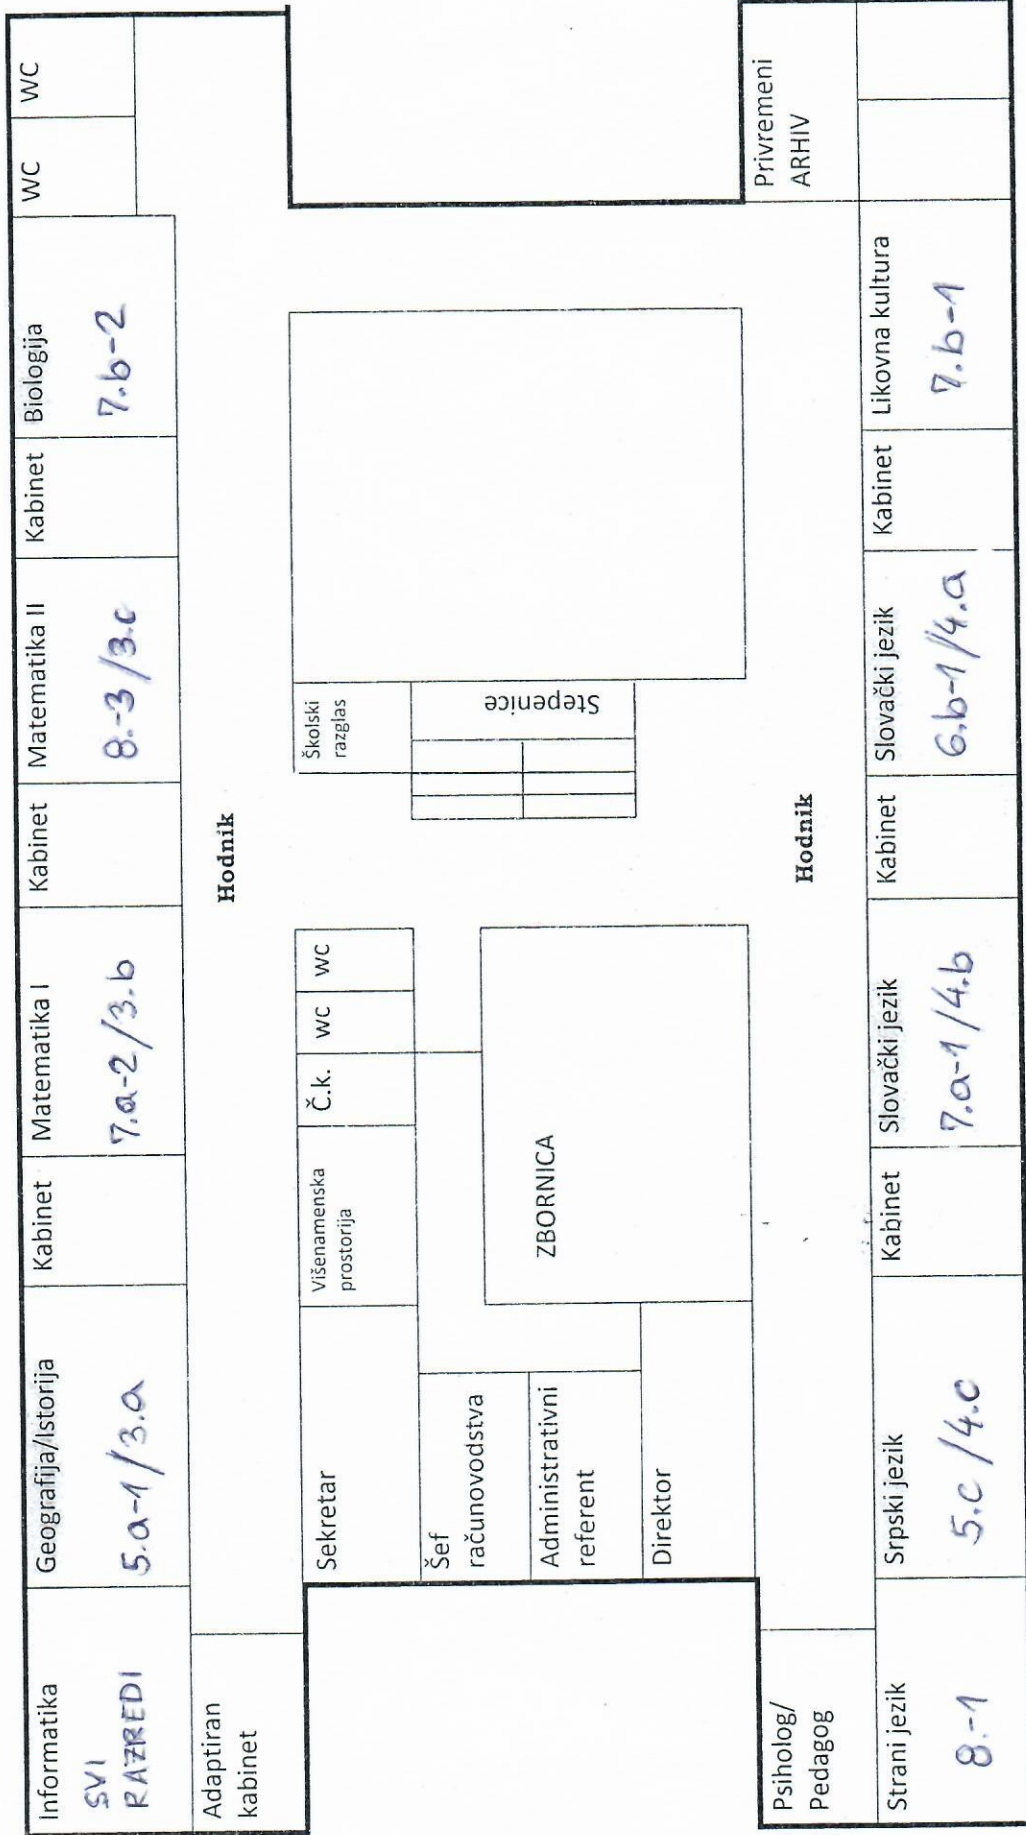 Informatika
SVI
RAZREDI
Geografija/Istorija
5.a-1/3.a
Kabinet
Matematika I
7.a-2/3.b
Kabinet
Matematika II
8.-3/3.c
Kabinet
Biologija
7.b-2
WC
WC
Adaptiran
kabinet
Hodnik
Sekretar
Višenamenska
prostorija
Č.k.
WC
WC
Školski
razglas
Šef
računovodstva
Administrativni
referent
Direktor
ZBORNICA
Stepenice
Hodnik
Psiholog/
Pedagog
Privremeni
ARHIV
Strani jezik
8.-1
Srpski jezik
5.c/4.c
Kabinet
Slovački jezik
7.a-1/4.b
Kabinet
Slovački jezik
6.b-1/4.a
Kabinet
Likovna kultura
7.b-1